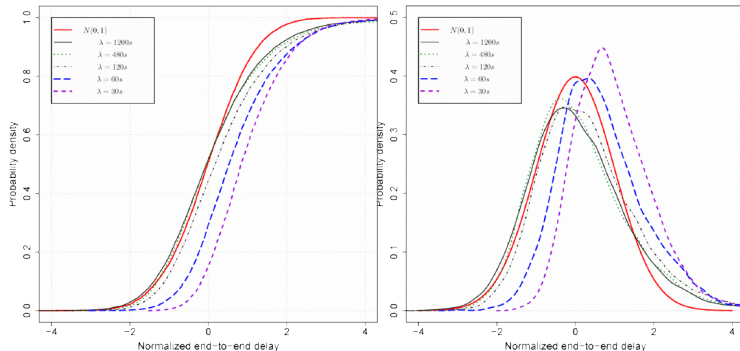 N(0,1)
λ = 1200s
λ = 480s
λ = 120s
λ = 60s
λ = 30s
Probability density
0.0
0.2
0.4
0.6
0.8
1.0
-4
-2
0
2
4
Normalized end-to-end delay
N(0,1)
λ = 1200s
λ = 480s
λ = 120s
λ = 60s
λ = 30s
Probability density
0.0
0.1
0.2
0.3
0.4
0.5
-4
-2
0
2
4
Normalized end-to-end delay